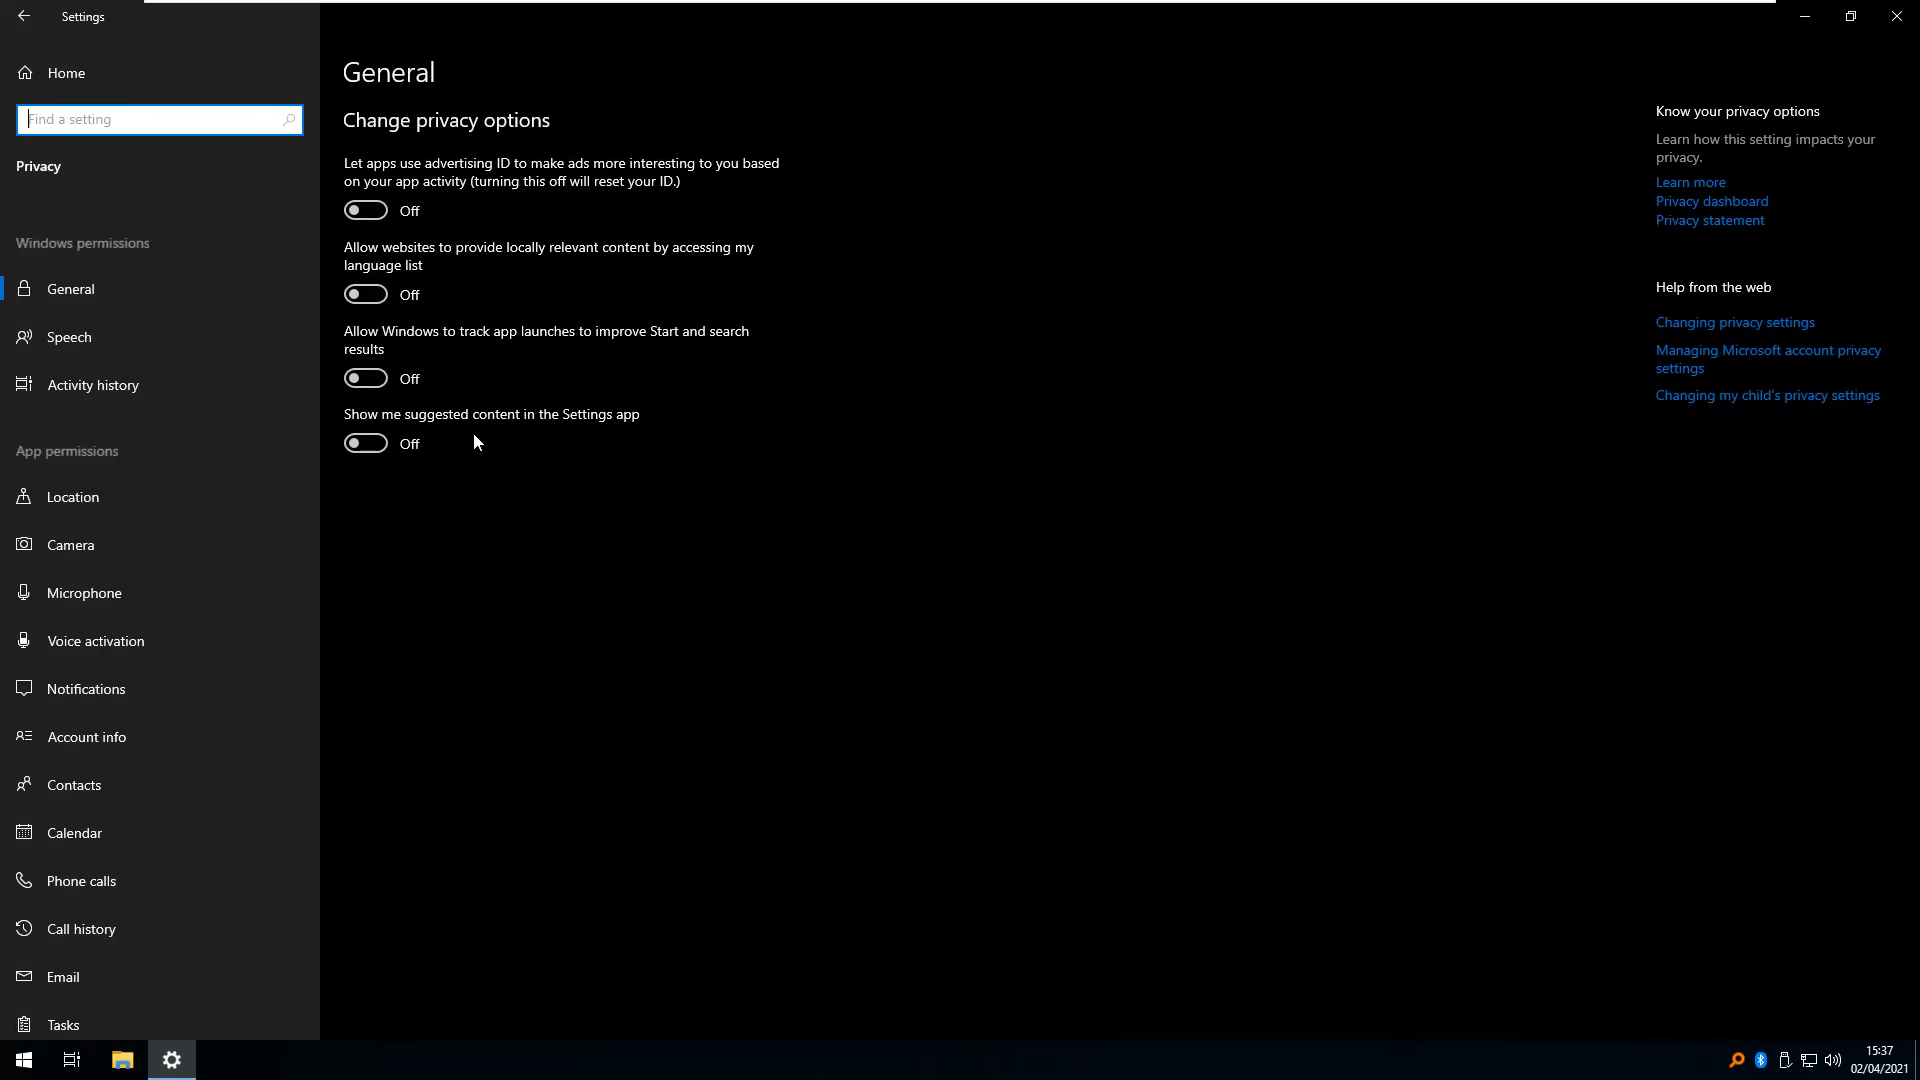 Settings
Home
Find a setting
Privacy
Windows permissions
General
Speech
Activity history
App permissions
Location
Camera
Microphone
Voice activation
Notifications
Account info
Contacts
Calendar
Phone calls
Call history
Email
Tasks
General
Change privacy options
Let apps use advertising ID to make ads more interesting to you based
on your app activity (turning this off will reset your ID.)
Off
Allow websites to provide locally relevant content by accessing my
language list
Off
Allow Windows to track app launches to improve Start and search
results
Off
Show me suggested content in the Settings app
Off
Know your privacy options
Learn how this setting impacts your
privacy.
Learn more
Privacy dashboard
Privacy statement
Help from the web
Changing privacy settings
Managing Microsoft account privacy
settings
Changing my child's privacy settings
15:37
02/04/2021